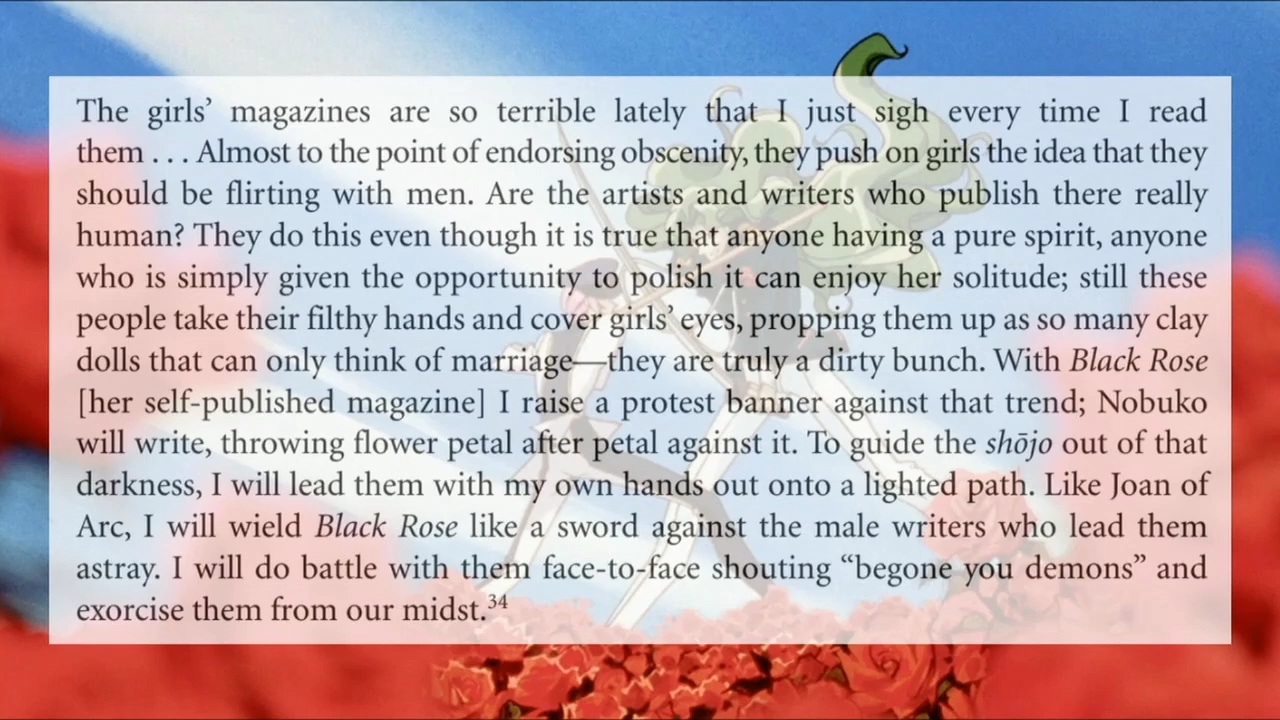 The girls’ magazines are so terrible lately that I just sigh every time I read
them . . . Almost to the point of endorsing obscenity, they push on girls the idea that they
should be flirting with men. Are the artists and writers who publish there really
human? They do this even though it is true that anyone having a pure spirit, anyone
who is simply given the opportunity to polish it can enjoy her solitude; still these
people take their filthy hands and cover girls’ eyes, propping them up as so many clay
dolls that can only think of marriage—they are truly a dirty bunch. With Black Rose
[her self-published magazine] I raise a protest banner against that trend; Nobuko
will write, throwing flower petal after petal against it. To guide the shōjo out of that
darkness, I will lead them with my own hands out onto a lighted path. Like Joan of
Arc, I will wield Black Rose like a sword against the male writers who lead them
astray. I will do battle with them face-to-face shouting “begone you demons” and
exorcise them from our midst.34